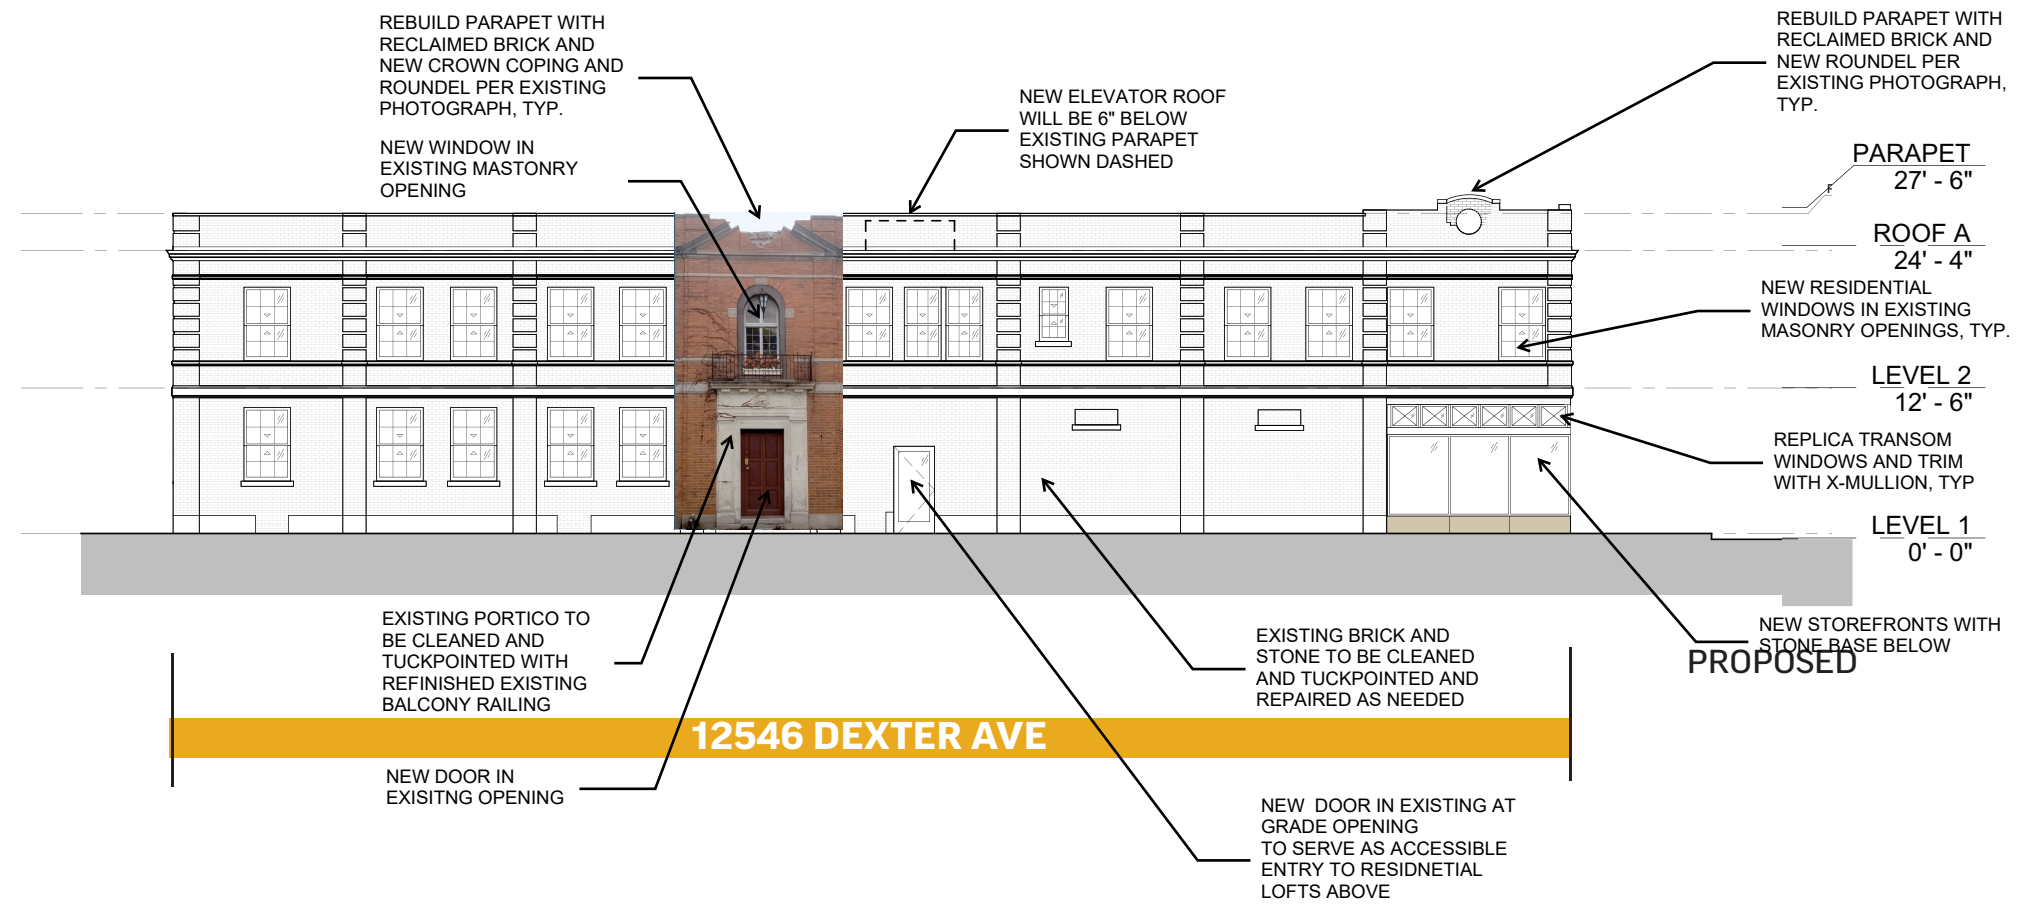 REBUILD PARAPET WITH
RECLAIMED BRICK AND
NEW CROWN COPING AND
ROUNDEL PER EXISTING
PHOTOGRAPH, TYP.
NEW WINDOW IN
EXISTING MASTONRY
OPENING
NEW ELEVATOR ROOF
WILL BE 6" BELOW
EXISTING PARAPET
SHOWN DASHED
REBUILD PARAPET WITH
RECLAIMED BRICK AND
NEW ROUNDEL PER
EXISTING PHOTOGRAPH,
TYP.
PARAPET
27' - 6"
ROOF A
24' - 4"
NEW RESIDENTIAL
WINDOWS IN EXISTING
MASONRY OPENINGS, TYP.
LEVEL 2
12' - 6"
REPLICA TRANSOM
WINDOWS AND TRIM
WITH X-MULLION, TYP
LEVEL 1
0' - 0"
NEW STOREFRONTS WITH
STONE BASE BELOW
PROPOSED
EXISTING PORTICO TO
BE CLEANED AND
TUCKPOINTED WITH
REFINISHED EXISTING
BALCONY RAILING
EXISTING BRICK AND
STONE TO BE CLEANED
AND TUCKPOINTED AND
REPAIRED AS NEEDED
12546 DEXTER AVE
NEW DOOR IN
EXISITNG OPENING
NEW  DOOR IN EXISTING AT
GRADE OPENING
TO SERVE AS ACCESSIBLE
ENTRY TO RESIDNETIAL
LOFTS ABOVE